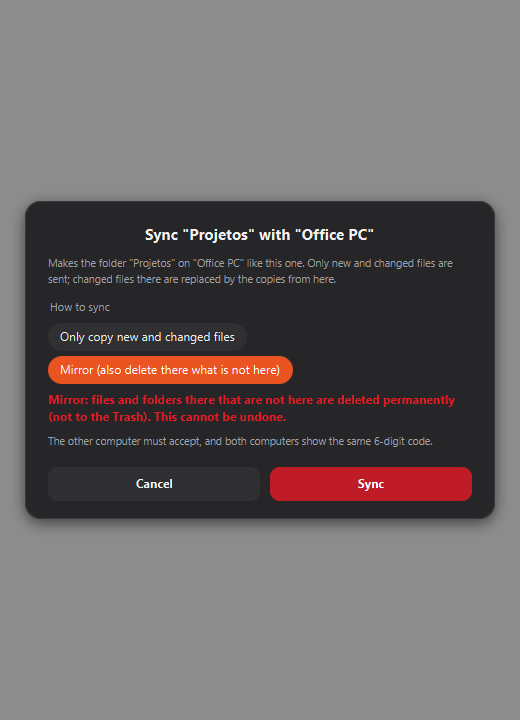 Sync "Projetos" with "Office PC"
Makes the folder "Projetos" on "Office PC" like this one. Only new and changed files are
sent; changed files there are replaced by the copies from here.
How to sync
Only copy new and changed files
Mirror (also delete there what is not here)
Mirror: files and folders there that are not here are deleted permanently
(not to the Trash). This cannot be undone.
The other computer must accept, and both computers show the same 6-digit code.
Cancel
Sync